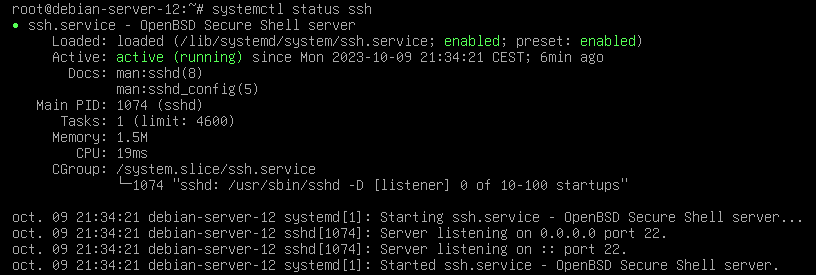 root@debian-server-12:~# systemctl status ssh
● ssh.service - OpenBSD Secure Shell server
     Loaded: loaded (/lib/systemd/system/ssh.service; enabled; preset: enabled)
     Active: active (running) since Mon 2023-10-09 21:34:21 CEST; 6min ago
       Docs: man:sshd(8)
             man:sshd_config(5)
   Main PID: 1074 (sshd)
      Tasks: 1 (limit: 4600)
     Memory: 1.5M
        CPU: 19ms
     CGroup: /system.slice/ssh.service
             └─1074 "sshd: /usr/sbin/sshd -D [listener] 0 of 10-100 startups"

oct. 09 21:34:21 debian-server-12 systemd[1]: Starting ssh.service - OpenBSD Secure Shell server...
oct. 09 21:34:21 debian-server-12 sshd[1074]: Server listening on 0.0.0.0 port 22.
oct. 09 21:34:21 debian-server-12 sshd[1074]: Server listening on :: port 22.
oct. 09 21:34:21 debian-server-12 systemd[1]: Started ssh.service - OpenBSD Secure Shell server.